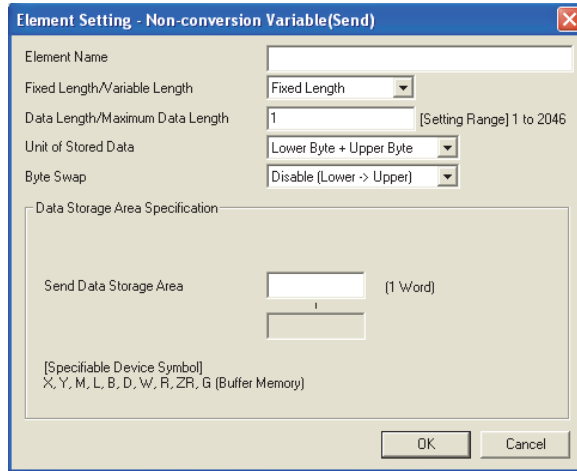 Element Setting - Non-conversion Variable(Send)
Element Name
Fixed Length/Variable Length Fixed Length
Data Length/Maximum Data Length 1 [Setting Range] 1 to 2046
Unit of Stored Data Lower Byte + Upper Byte
Byte Swap Disable (Lower -> Upper)
Data Storage Area Specification
Send Data Storage Area (1 Word)
[Specifiable Device Symbol]
X, Y, M, L, B, D, W, R, ZR, G (Buffer Memory)
OK Cancel